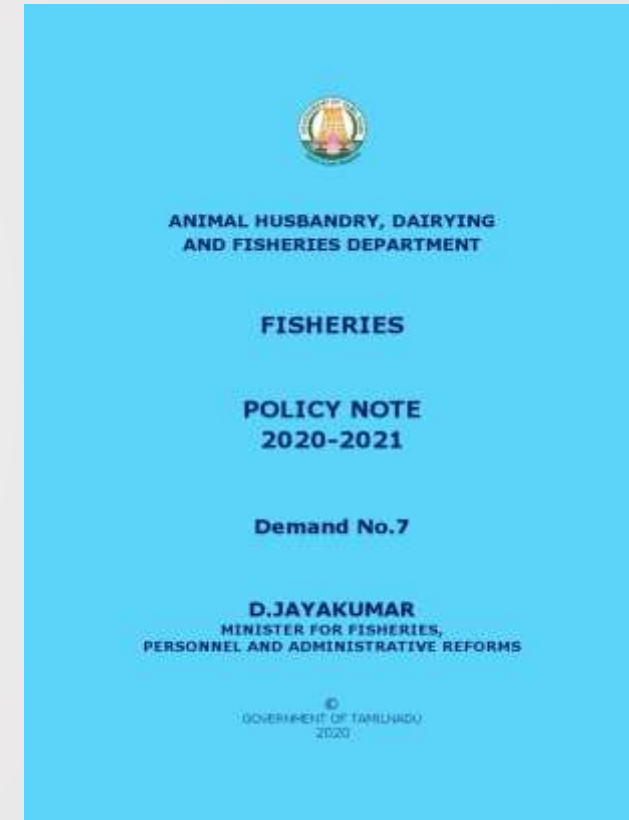 ANIMAL HUSBANDRY, DAIRYING
AND FISHERIES DEPARTMENT
FISHERIES
POLICY NOTE
2020-2021
Demand No.7
D.JAYAKUMAR
MINISTER FOR FISHERIES,
PERSONNEL AND ADMINISTRATIVE REFORMS
©
GOVERNMENT OF TAMILNADU
2020